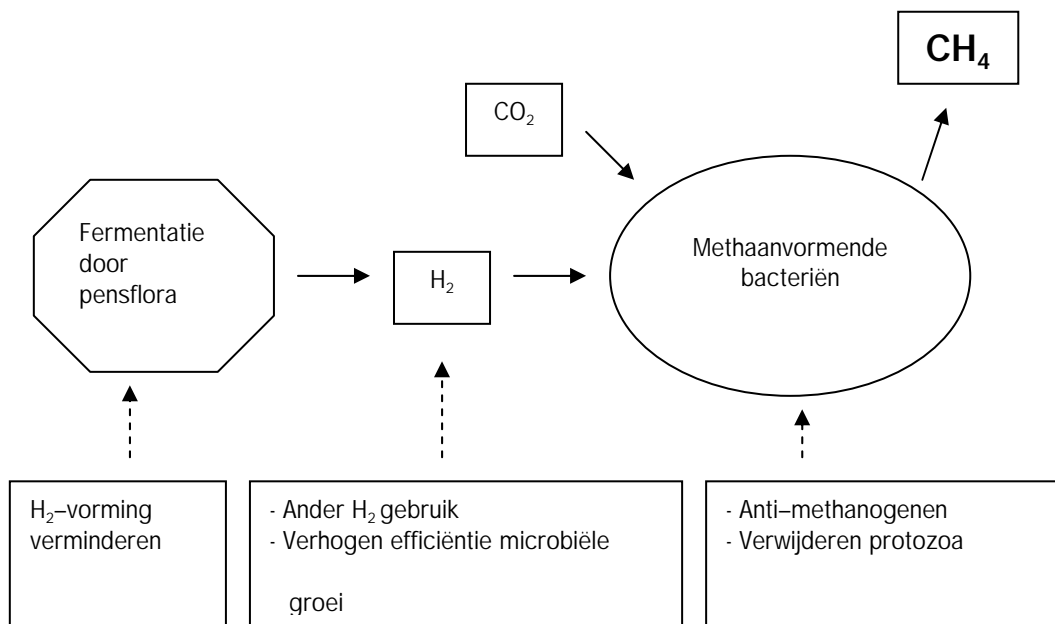 CH₄
CO₂
Fermentatie
door
pensflora
H₂
Methaanvormende
bacteriën
H₂–vorming
verminderen
- Ander H₂ gebruik
- Verhogen efficiëntie microbiële
groei
- Anti–methanogenen
- Verwijderen protozoa